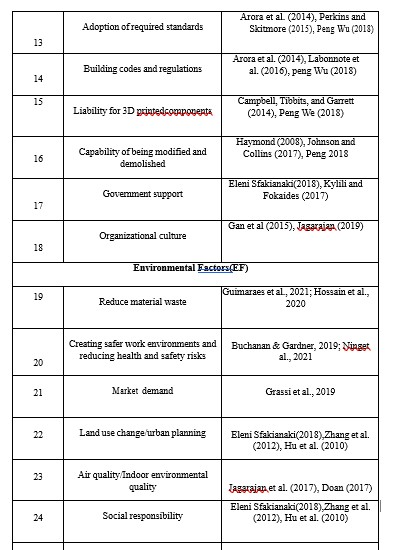 13
Adoption of required standards
Arora et al. (2014), Perkins and
Skitmore (2015), Peng Wu (2018)
14
Building codes and regulations
Arora et al. (2014), Labonnote et
al. (2016), peng Wu (2018)
15
Liability for 3D printedcomponents
Campbell, Tibbits, and Garrett
(2014), Peng We (2018)
16
Capability of being modified and
demolished
Haymond (2008), Johnson and
Collins (2017), Peng 2018
17
Government support
Eleni Sfakianaki(2018), Kylili and
Fokaides (2017)
18
Organizational culture
Gan et al (2015), Jagarajan (2019)
Environmental Factors(EF)
19
Reduce material waste
Guimaraes et al., 2021; Hossain et al.,
2020
20
Creating safer work environments and
reducing health and safety risks
Buchanan & Gardner, 2019; Ninget
al., 2021
21
Market demand
Grassi et al., 2019
22
Land use change/urban planning
Eleni Sfakianaki(2018),Zhang et al.
(2012), Hu et al. (2010)
23
Air quality/Indoor environmental
quality
Jagarajan et al. (2017), Doan (2017)
24
Social responsibility
Eleni Sfakianaki(2018),Zhang et al.
(2012), Hu et al. (2010)